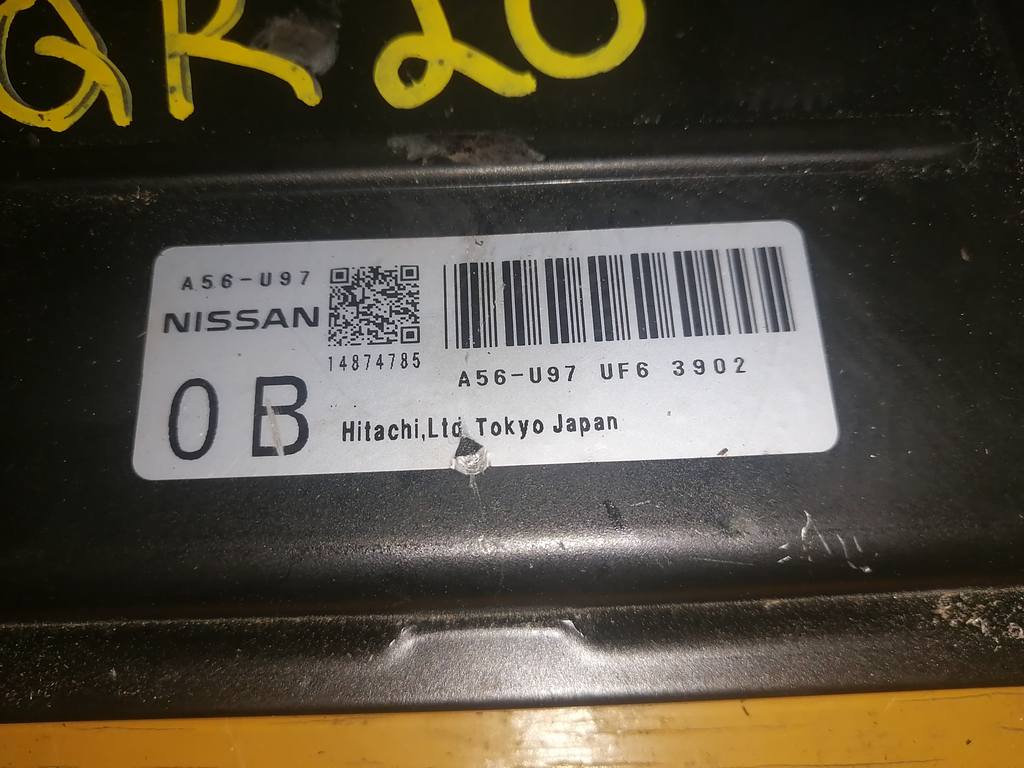 QR20
A56-U97
NISSAN
14874785
A56-U97 UF6 3902
0B
Hitachi,Ltd Tokyo Japan